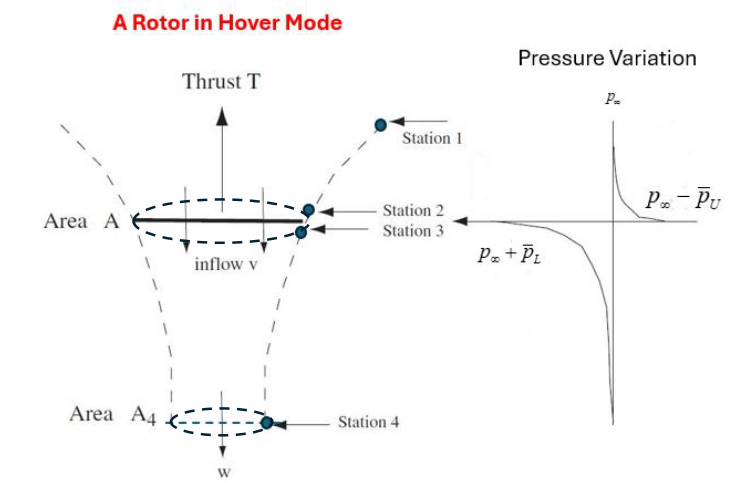 A Rotor in Hover Mode
Pressure Variation
Thrust T
p∞
Station 1
Station 2
Area A
Station 3
p∞ − p̅U
inflow v
p∞ + p̅L
Area A4
Station 4
w